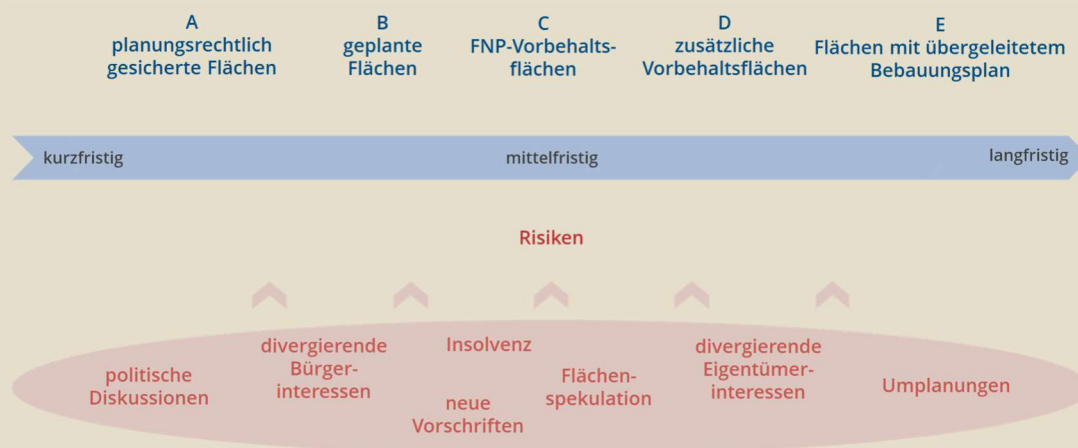 A
planungsrechtlich
gesicherte Flächen
B
geplante
Flächen
C
FNP-Vorbehalts-
flächen
D
zusätzliche
Vorbehaltsflächen
E
Flächen mit übergeleitetem
Bebauungsplan
kurzfristig
mittelfristig
langfristig
Risiken
politische
Diskussionen
divergierende
Bürger-
interessen
Insolvenz
neue
Vorschriften
Flächen-
spekulation
divergierende
Eigentümer-
interessen
Umplanungen